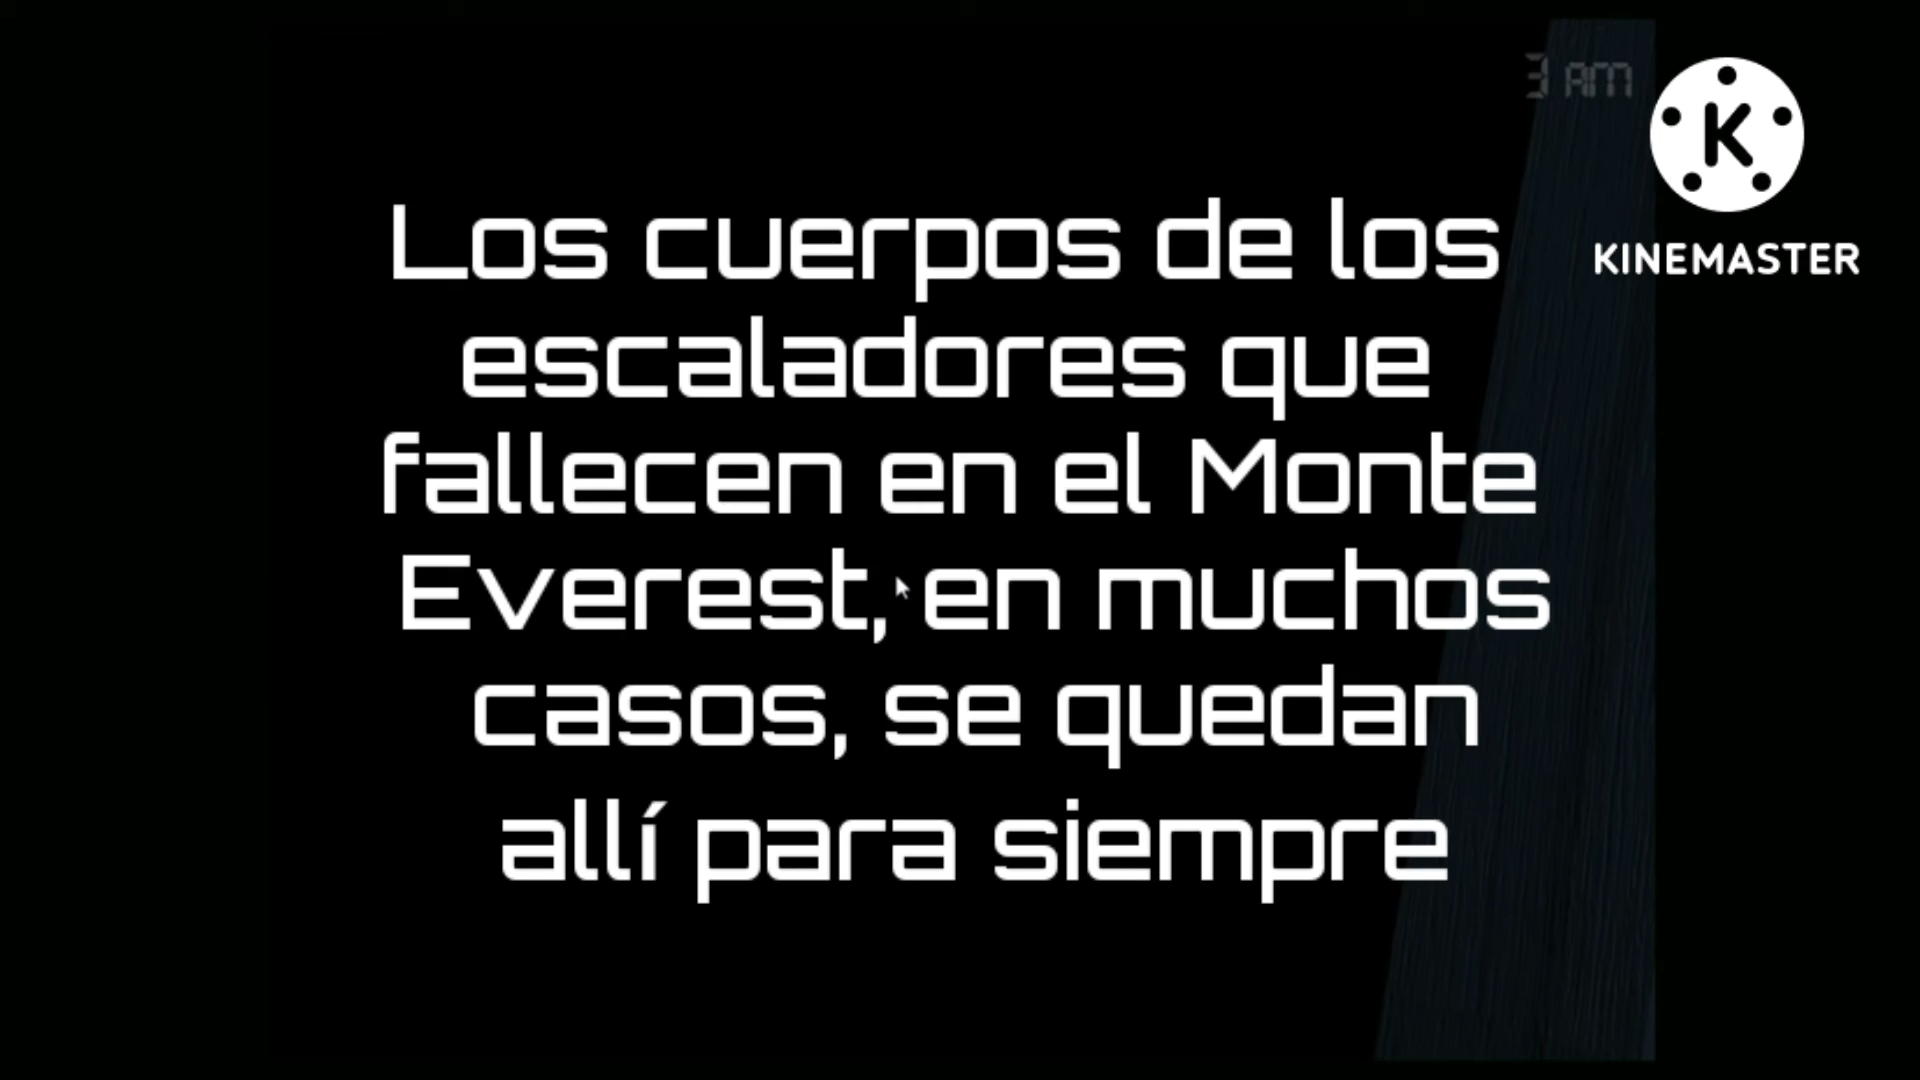 3 AM
K
KINEMASTER
Los cuerpos de los
escaladores que
fallecen en el Monte
Everest, en muchos
casos, se quedan
allí para siempre